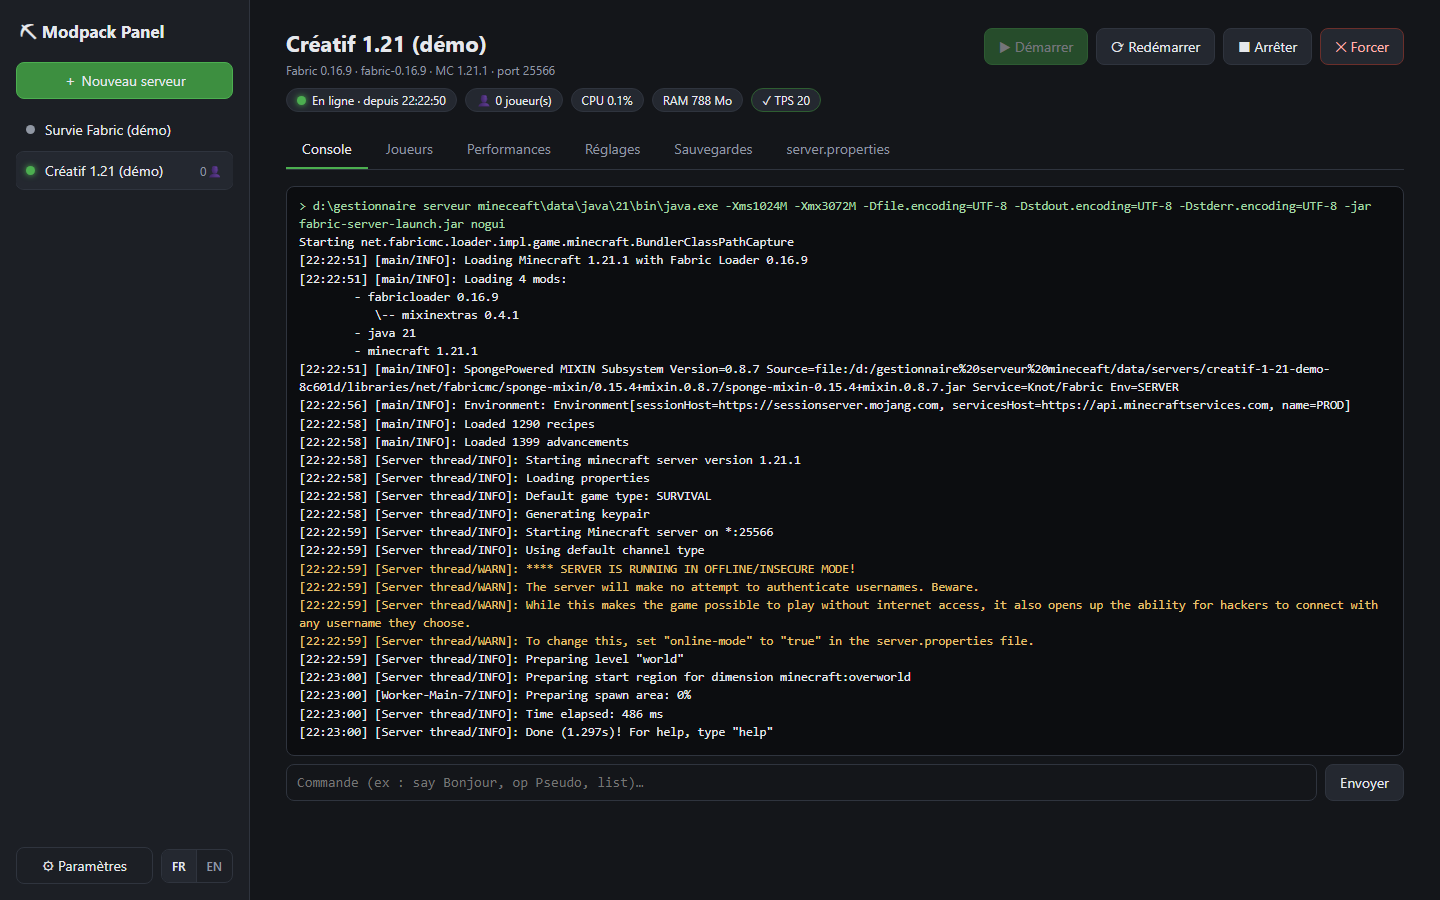 Modpack Panel
+ Nouveau serveur
Survie Fabric (démo)
Créatif 1.21 (démo) 0
Paramètres FR EN
Créatif 1.21 (démo)
Fabric 0.16.9 · fabric-0.16.9 · MC 1.21.1 · port 25566
▶ Démarrer ⟳ Redémarrer ■ Arrêter ✕ Forcer
En ligne · depuis 22:22:50 0 joueur(s) CPU 0.1% RAM 788 Mo ✓ TPS 20
Console Joueurs Performances Réglages Sauvegardes server.properties
> d:\gestionnaire serveur mineceaft\data\java\21\bin\java.exe -Xms1024M -Xmx3072M -Dfile.encoding=UTF-8 -Dstdout.encoding=UTF-8 -Dstderr.encoding=UTF-8 -jar
fabric-server-launch.jar nogui
Starting net.fabricmc.loader.impl.game.minecraft.BundlerClassPathCapture
[22:22:51] [main/INFO]: Loading Minecraft 1.21.1 with Fabric Loader 0.16.9
[22:22:51] [main/INFO]: Loading 4 mods:
- fabricloader 0.16.9
\-- mixinextras 0.4.1
- java 21
- minecraft 1.21.1
[22:22:51] [main/INFO]: SpongePowered MIXIN Subsystem Version=0.8.7 Source=file:/d:/gestionnaire%20serveur%20mineceaft/data/servers/creatif-1-21-demo-
8c601d/libraries/net/fabricmc/sponge-mixin/0.15.4+mixin.0.8.7/sponge-mixin-0.15.4+mixin.0.8.7.jar Service=Knot/Fabric Env=SERVER
[22:22:56] [main/INFO]: Environment: Environment[sessionHost=https://sessionserver.mojang.com, servicesHost=https://api.minecraftservices.com, name=PROD]
[22:22:58] [main/INFO]: Loaded 1290 recipes
[22:22:58] [main/INFO]: Loaded 1399 advancements
[22:22:58] [Server thread/INFO]: Starting minecraft server version 1.21.1
[22:22:58] [Server thread/INFO]: Loading properties
[22:22:58] [Server thread/INFO]: Default game type: SURVIVAL
[22:22:58] [Server thread/INFO]: Generating keypair
[22:22:59] [Server thread/INFO]: Starting Minecraft server on *:25566
[22:22:59] [Server thread/INFO]: Using default channel type
[22:22:59] [Server thread/WARN]: **** SERVER IS RUNNING IN OFFLINE/INSECURE MODE!
[22:22:59] [Server thread/WARN]: The server will make no attempt to authenticate usernames. Beware.
[22:22:59] [Server thread/WARN]: While this makes the game possible to play without internet access, it also opens up the ability for hackers to connect with
any username they choose.
[22:22:59] [Server thread/WARN]: To change this, set "online-mode" to "true" in the server.properties file.
[22:22:59] [Server thread/INFO]: Preparing level "world"
[22:23:00] [Server thread/INFO]: Preparing start region for dimension minecraft:overworld
[22:23:00] [Worker-Main-7/INFO]: Preparing spawn area: 0%
[22:23:00] [Server thread/INFO]: Time elapsed: 486 ms
[22:23:00] [Server thread/INFO]: Done (1.297s)! For help, type "help"
Commande (ex : say Bonjour, op Pseudo, list)…
Envoyer